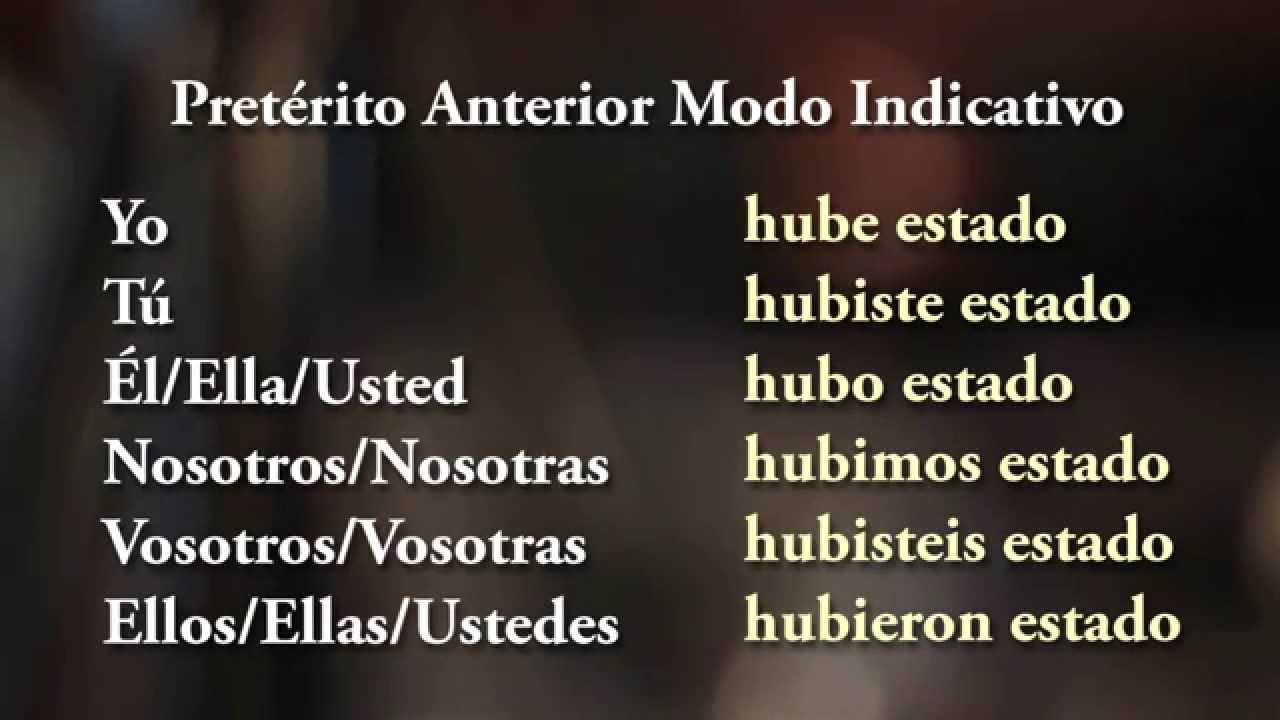 Pretérito Anterior Modo Indicativo
Yo hube estado
Tú hubiste estado
Él/Ella/Usted hubo estado
Nosotros/Nosotras hubimos estado
Vosotros/Vosotras hubisteis estado
Ellos/Ellas/Ustedes hubieron estado